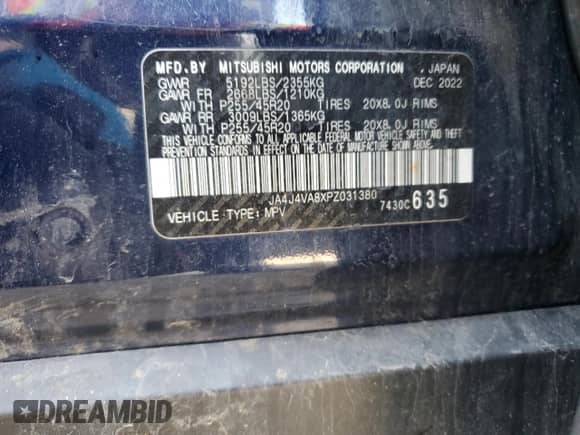 MFD.BY MITSUBISHI MOTORS CORPORATION , JAPAN
GVWR 5192LBS/2355KG DEC 2022
GAWR FR 2668LBS/1210KG
WITH P255/45R20 TIRES 20X8.0J RIMS
GAWR RR 3009LBS/1365KG
WITH P255/45R20 TIRES 20X8.0J RIMS
THIS VEHICLE CONFORMS TO ALL APPLICABLE FEDERAL MOTOR VEHICLE SAFETY AND THEFT
PREVENTION STANDARDS IN EFFECT ON THE DATE OF MANUFACTURE SHOWN ABOVE.
JA4J4VA8XPZ031380
VEHICLE TYPE: MPV 7430C 635
DREAMBID